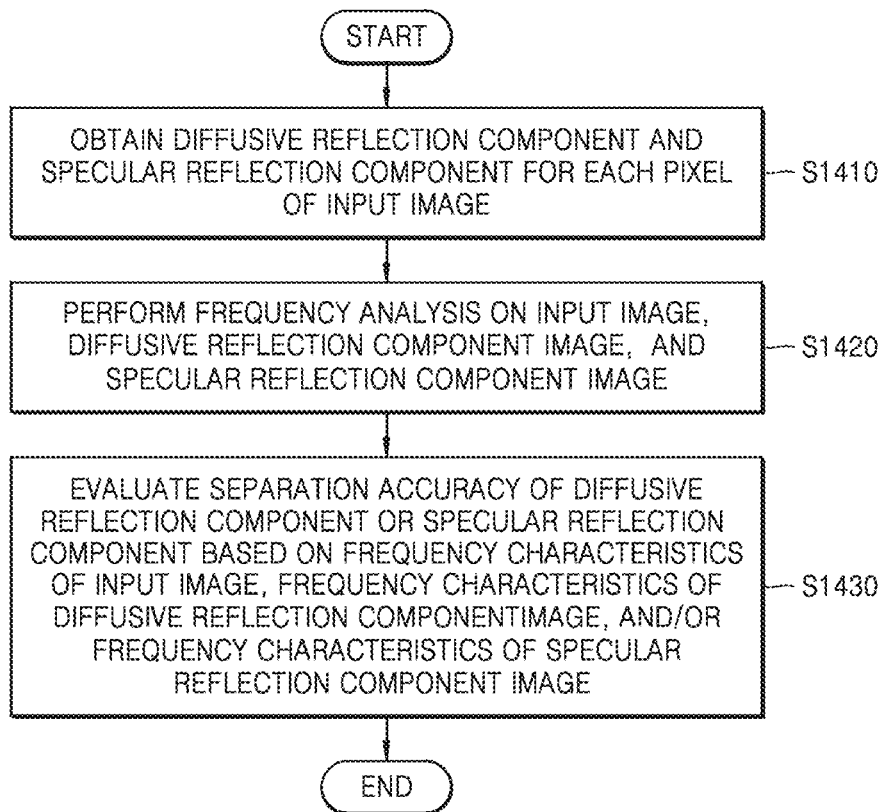 START
OBTAIN DIFFUSIVE REFLECTION COMPONENT AND
SPECULAR REFLECTION COMPONENT FOR EACH PIXEL
OF INPUT IMAGE
S1410
PERFORM FREQUENCY ANALYSIS ON INPUT IMAGE,
DIFFUSIVE REFLECTION COMPONENT IMAGE, AND
SPECULAR REFLECTION COMPONENT IMAGE
S1420
EVALUATE SEPARATION ACCURACY OF DIFFUSIVE
REFLECTION COMPONENT OR SPECULAR REFLECTION
COMPONENT BASED ON FREQUENCY CHARACTERISTICS
OF INPUT IMAGE, FREQUENCY CHARACTERISTICS OF
DIFFUSIVE REFLECTION COMPONENTIMAGE, AND/OR
FREQUENCY CHARACTERISTICS OF SPECULAR
REFLECTION COMPONENT IMAGE
S1430
END